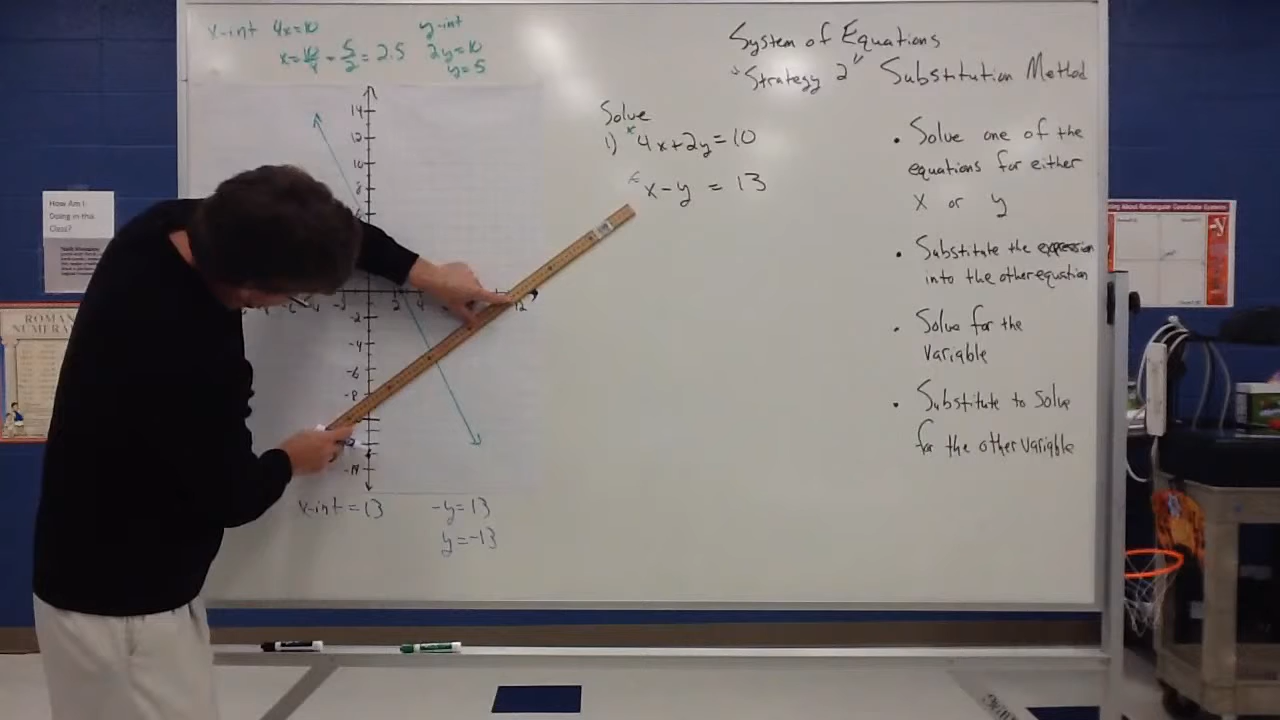 x-int 4x=10
x=10/4=5/2=2.5
y-int
2y=10
y=5
System of Equations
"Strategy 2" Substitution Method
Solve
1) *4x+2y=10
*x-y=13
• Solve one of the
equations for either
x or y
• Substitute the expression
into the other equation
• Solve for the
variable
• Substitute to solve
for the other variable
14
12
10
8
6
-2 2 4 12
-2
-4
-6
-8
-14
x-int=13
-y=13
y=-13
How Am I
Doing in this
Class?
ROMAN